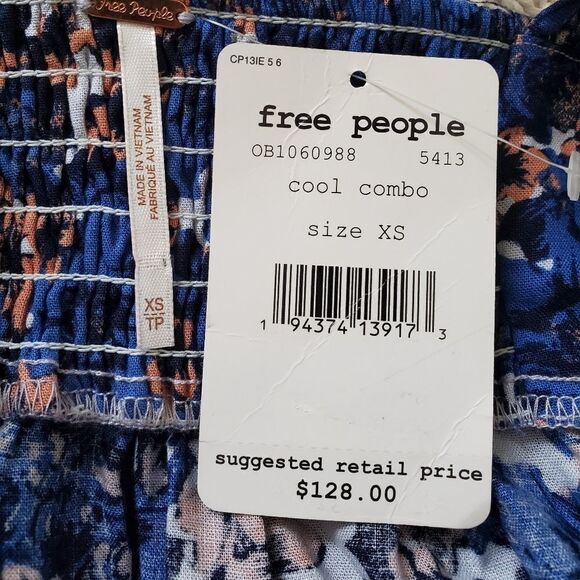 Free People
MADE IN VIETNAM
FABRIQUÉ AU VIETNAM
XS
TP
CP13IE 5 6
free people
OB1060988 5413
cool combo
size XS
1 94374 13917 3
suggested retail price
$128.00